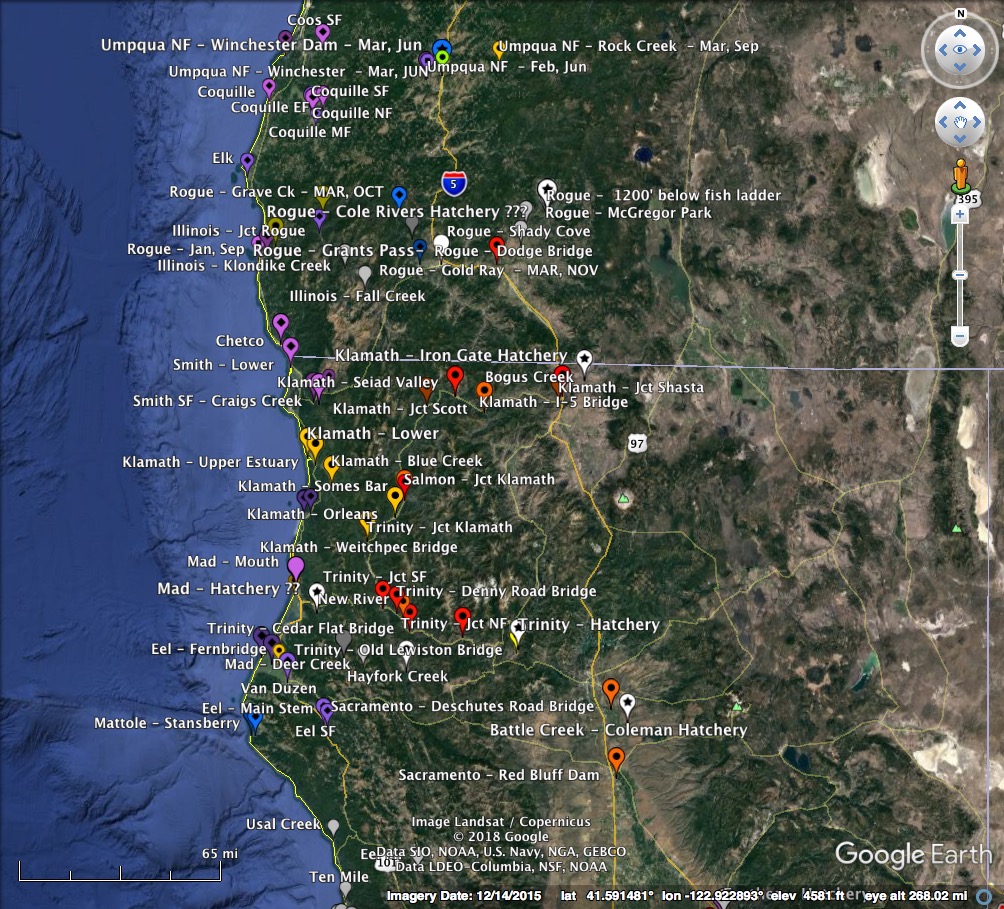 Coos SF
N
Umpqua NF – Winchester Dam – Mar, Jun
Umpqua NF – Rock Creek – Mar, Sep
Umpqua NF – Feb, Jun
Umpqua NF – Winchester – Mar, JUN
Coquille
Coquille SF
Coquille EF
Coquille NF
Coquille MF
Elk
5
395
Rogue – Grave Ck – MAR, OCT
Rogue – 1200' below fish ladder
Rogue – Cole Rivers Hatchery ???
Rogue – McGregor Park
Illinois – Jct Rogue
Rogue – Shady Cove
Rogue – Jan, Sep
Rogue – Grants Pass
Rogue – Dodge Bridge
Illinois – Klondike Creek
Rogue – Gold Ray – MAR, NOV
Illinois – Fall Creek
Chetco
Klamath – Iron Gate Hatchery
Smith – Lower
Klamath – Seiad Valley
Bogus Creek
Klamath – Jct Shasta
Smith SF – Craigs Creek
Klamath – Jct Scott
Klamath – I-5 Bridge
Klamath – Lower
97
Klamath – Upper Estuary
Klamath – Blue Creek
Klamath – Somes Bar
Salmon – Jct Klamath
Klamath – Orleans
Trinity – Jct Klamath
Klamath – Weitchpec Bridge
Mad – Mouth
Trinity – Jct SF
Mad – Hatchery ??
Trinity – Denny Road Bridge
New River
Trinity – Cedar Flat Bridge
Trinity – Jct NF
Trinity – Hatchery
Eel – Fernbridge
Trinity – Old Lewiston Bridge
Mad – Deer Creek
Hayfork Creek
Van Duzen
Eel – Main Stem
Sacramento – Deschutes Road Bridge
Mattole – Stansberry
Eel SF
Battle Creek – Coleman Hatchery
Sacramento – Red Bluff Dam
Usal Creek
Image Landsat / Copernicus
© 2018 Google
Data SIO, NOAA, U.S. Navy, NGA, GEBCO
Data LDEO-Columbia, NSF, NOAA
65 mi
101
Ten Mile
Google Earth
Imagery Date: 12/14/2015 lat 41.591481° lon -122.922893° elev 4581 ft eye alt 268.02 mi